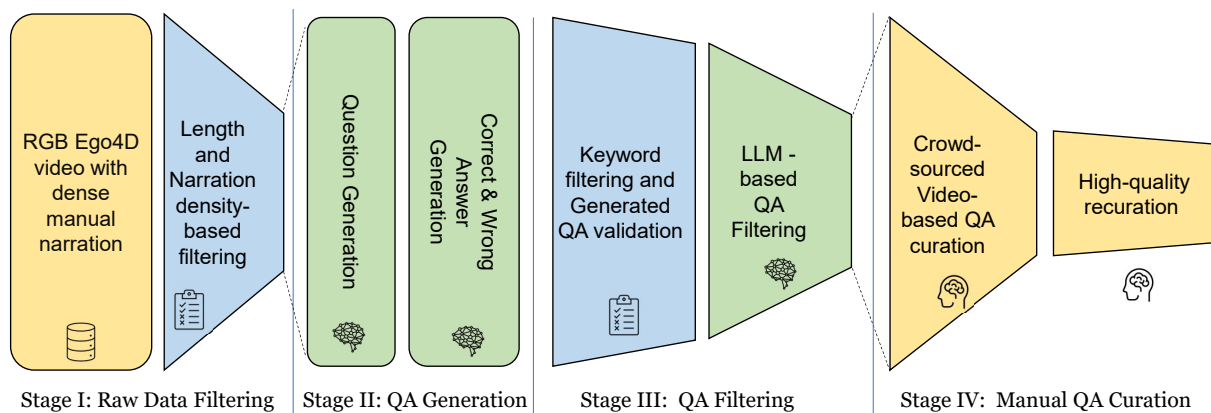 RGB Ego4D
video with
dense
manual
narration
Length
and
Narration
density-
based
filtering
Question Generation
Correct & Wrong
Answer
Generation
Keyword
filtering and
Generated
QA validation
LLM -
based
QA
Filtering
Crowd-
sourced
Video-
based QA
curation
High-quality
recuration
Stage I: Raw Data Filtering
Stage II: QA Generation
Stage III: QA Filtering
Stage IV: Manual QA Curation